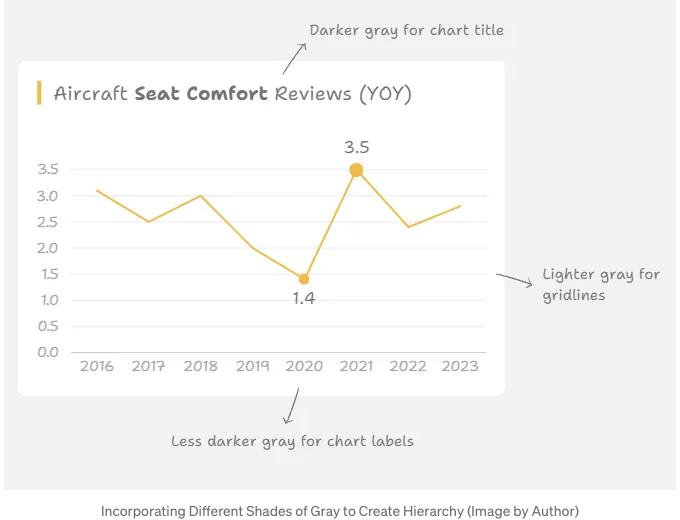 Darker gray for chart title
Aircraft Seat Comfort Reviews (YOY)
3.5
3.5
3.0
2.5
2.0
1.5
1.0
0.5
0.0
1.4
2016 2017 2018 2019 2020 2021 2022 2023
Lighter gray for
gridlines
Less darker gray for chart labels
Incorporating Different Shades of Gray to Create Hierarchy (Image by Author)